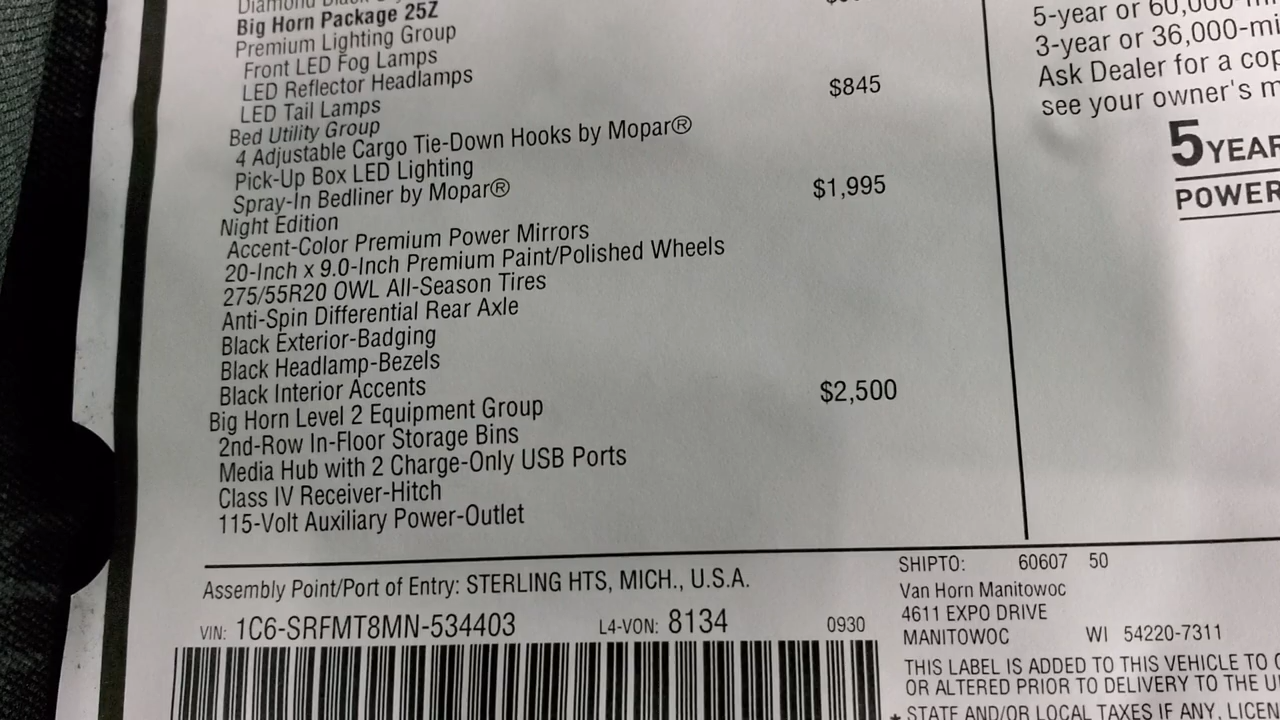 Diamond Black
Big Horn Package 25Z
Premium Lighting Group
Front LED Fog Lamps
LED Reflector Headlamps
LED Tail Lamps
Bed Utility Group $845
4 Adjustable Cargo Tie-Down Hooks by Mopar®
Pick-Up Box LED Lighting
Spray-In Bedliner by Mopar®
Night Edition $1,995
Accent-Color Premium Power Mirrors
20-Inch x 9.0-Inch Premium Paint/Polished Wheels
275/55R20 OWL All-Season Tires
Anti-Spin Differential Rear Axle
Black Exterior-Badging
Black Headlamp-Bezels
Black Interior Accents
Big Horn Level 2 Equipment Group $2,500
2nd-Row In-Floor Storage Bins
Media Hub with 2 Charge-Only USB Ports
Class IV Receiver-Hitch
115-Volt Auxiliary Power-Outlet
Assembly Point/Port of Entry: STERLING HTS, MICH., U.S.A.
VIN: 1C6-SRFMT8MN-534403 L4-VON: 8134 0930
5-year or 60,000-mi
3-year or 36,000-mi
Ask Dealer for a cop
see your owner's m
5 YEAR
POWER
SHIPTO: 60607 50
Van Horn Manitowoc
4611 EXPO DRIVE
MANITOWOC WI 54220-7311
THIS LABEL IS ADDED TO THIS VEHICLE TO
OR ALTERED PRIOR TO DELIVERY TO THE
* STATE AND/OR LOCAL TAXES IF ANY, LICEN